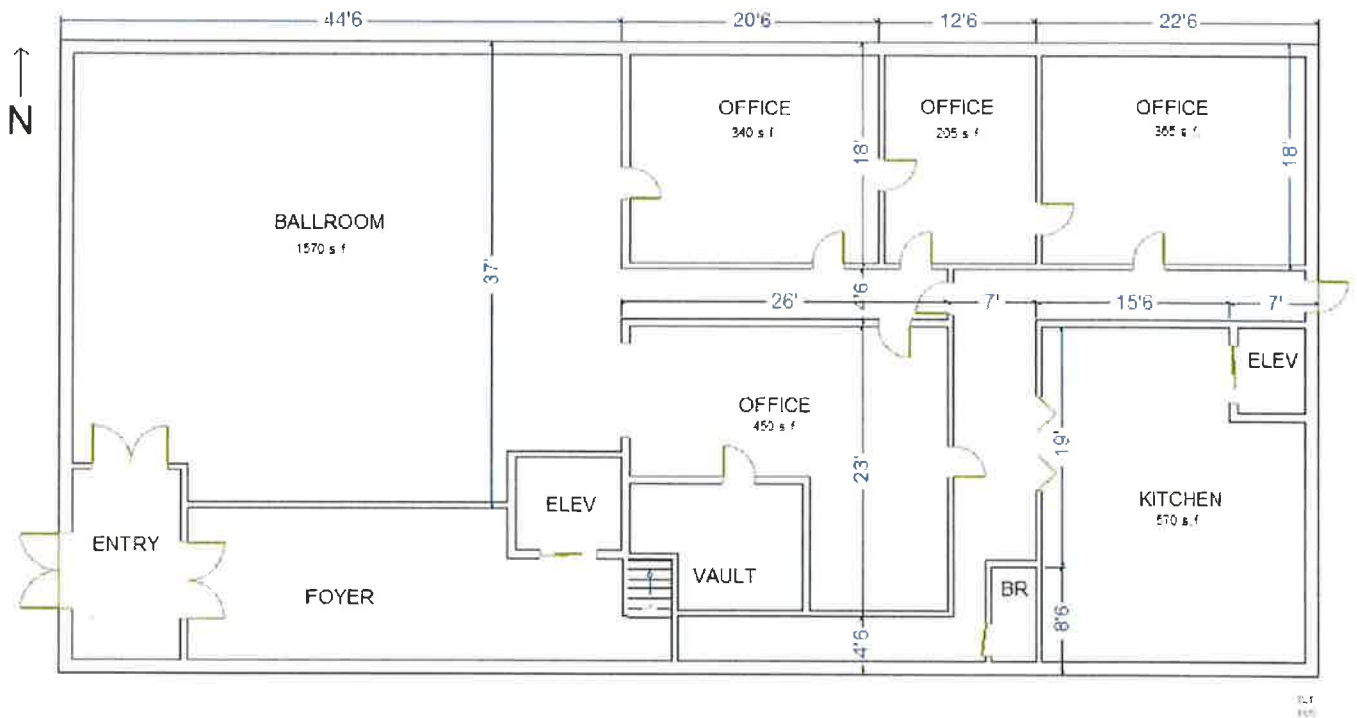 44'6
20'6
12'6
22'6
N
OFFICE
340 s.f
OFFICE
205 s.f
OFFICE
365 s.f
18'
18'
BALLROOM
1570 s.f
37'
26'
4'6
7'
15'6
7'
ELEV
OFFICE
450 s.f
19'
23'
ELEV
KITCHEN
570 s.f
ENTRY
VAULT
BR
FOYER
8'6
4'6